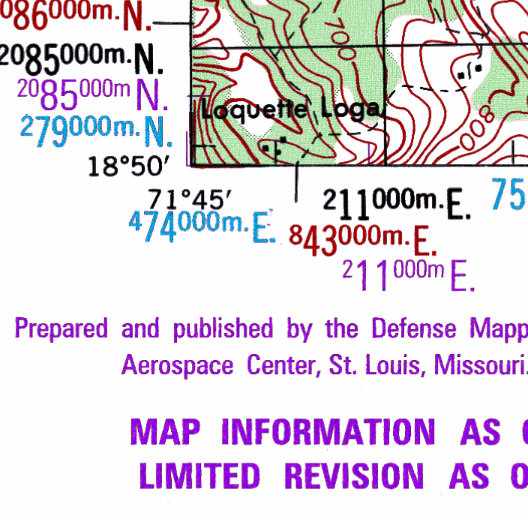 086000m.N.
700
2085000m.N.
2085000m N.
279000m.N.
Loquette Loga
800
18°50′
71°45′
211000m.E.
75
474000m.E.
843000m.E.
211000m E.
Prepared and published by the Defense Mapp
Aerospace Center, St. Louis, Missouri.
MAP INFORMATION AS O
LIMITED REVISION AS O